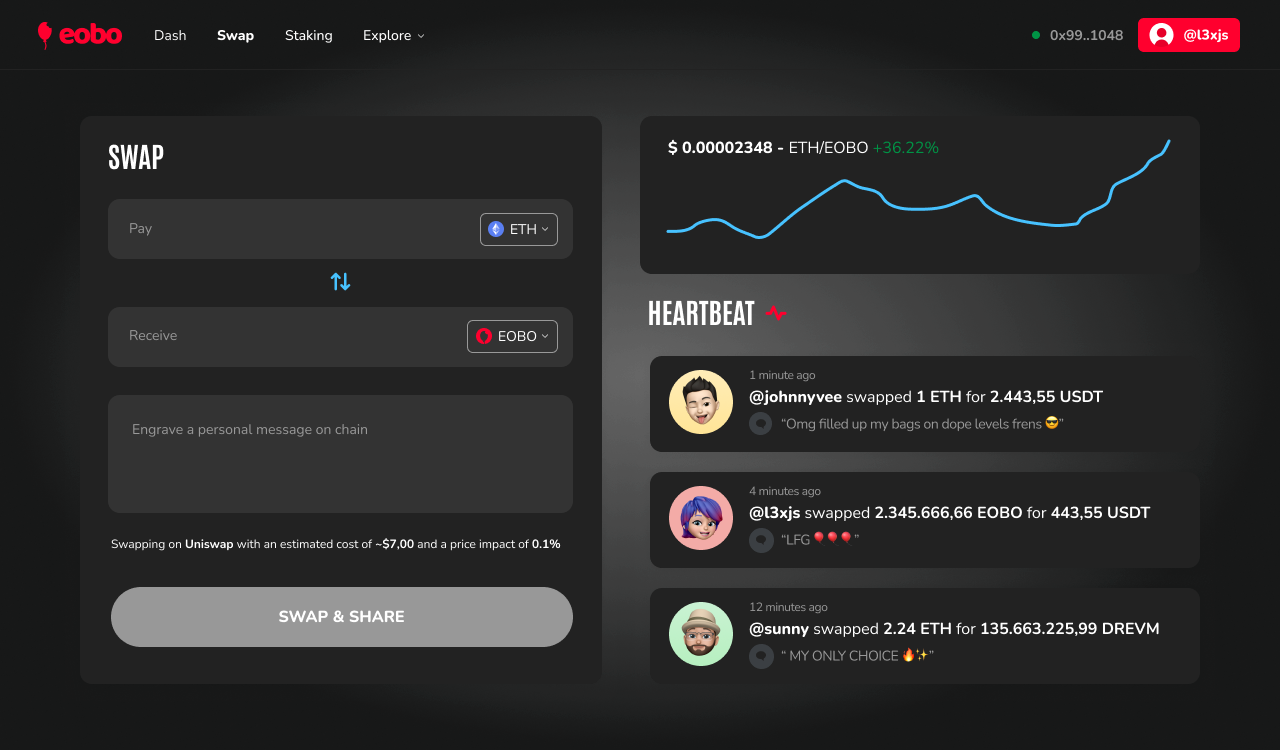 eobo Dash Swap Staking Explore 0x99..1048 @l3xjs
SWAP
Pay ETH
Receive EOBO
Engrave a personal message on chain
Swapping on Uniswap with an estimated cost of ~$7,00 and a price impact of 0.1%
SWAP & SHARE
$ 0.00002348 - ETH/EOBO +36.22%
HEARTBEAT
1 minute ago
@johnnyvee swapped 1 ETH for 2.443,55 USDT
“Omg filled up my bags on dope levels frens 😎”
4 minutes ago
@l3xjs swapped 2.345.666,66 EOBO for 443,55 USDT
“LFG 🎈🎈🎈”
12 minutes ago
@sunny swapped 2.24 ETH for 135.663.225,99 DREVM
“ MY ONLY CHOICE 🔥✨”